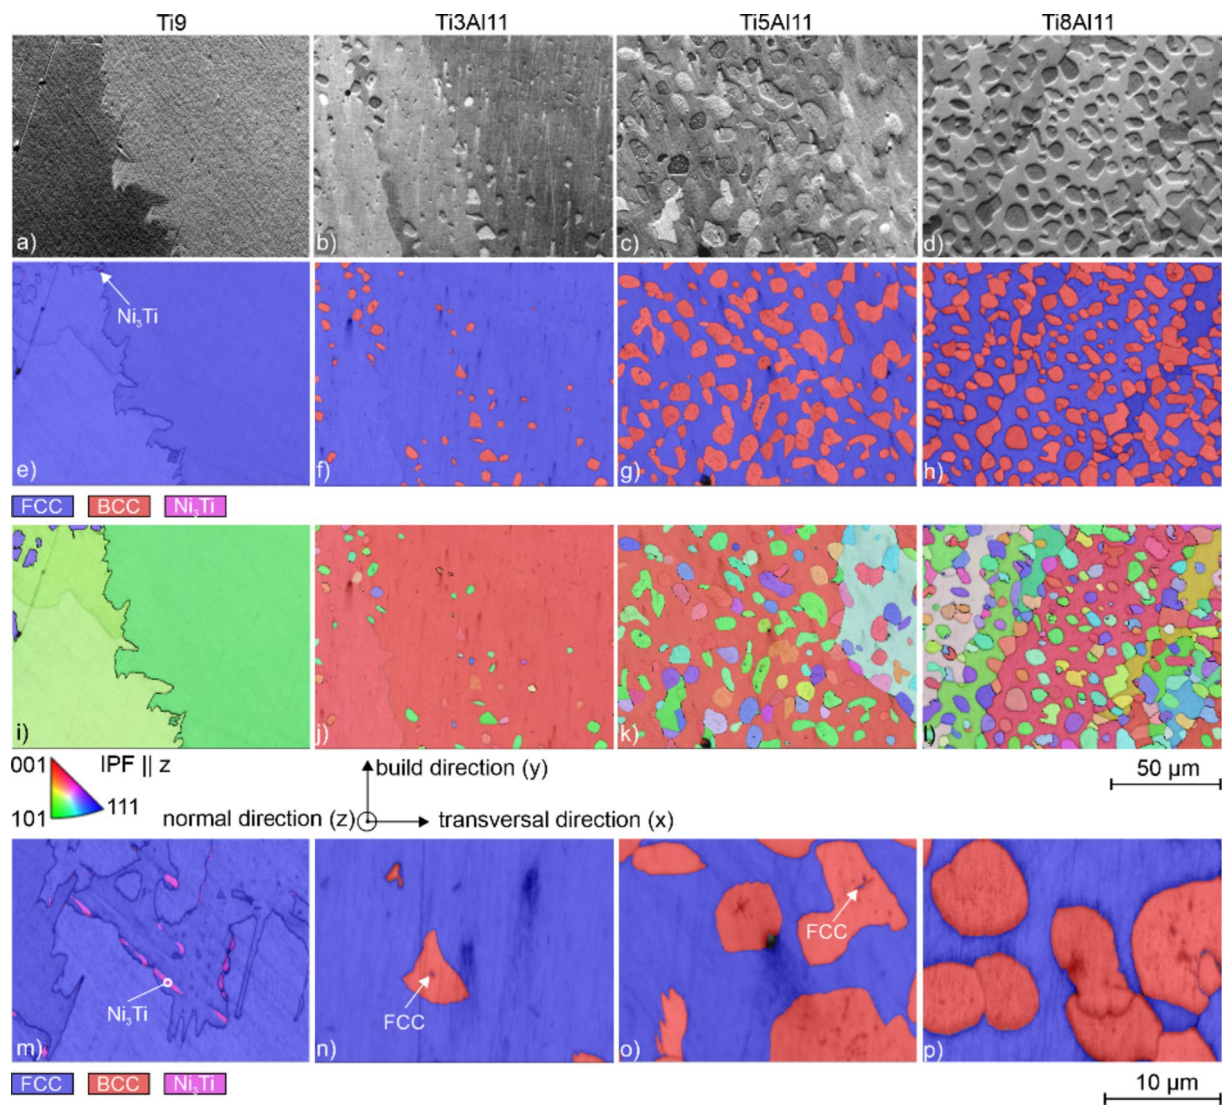 Ti9 Ti3Al11 Ti5Al11 Ti8Al11
a) b) c) d)
Ni₃Ti
e) f) g) h)
FCC BCC Ni₃Ti
i) j) k) l)
001 IPF || z
101 111
build direction (y)
normal direction (z) transversal direction (x)
50 µm
Ni₃Ti FCC FCC
m) n) o) p)
FCC BCC Ni₃Ti
10 µm